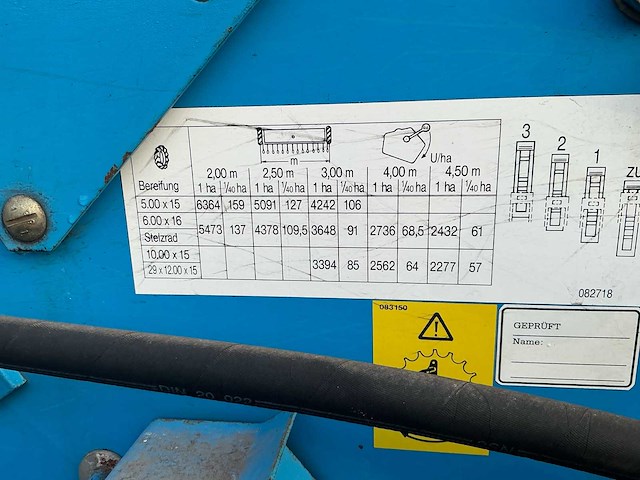 m
U/ha
2,00 m 2,50 m 3,00 m 4,00 m 4,50 m
Bereifung 1 ha 1/40 ha 1 ha 1/40 ha 1 ha 1/40 ha 1 ha 1/40 ha 1 ha 1/40 ha
5.00 x 15 6364 159 5091 127 4242 106
6.00 x 16
Stelzrad 5473 137 4378 109,5 3648 91 2736 68,5 2432 61
10.00 x 15
29 x 12.00 x 15 3394 85 2562 64 2277 57
3 2 1 ZU
082718
083150
GEPRÜFT
Name:
DIN 20 022